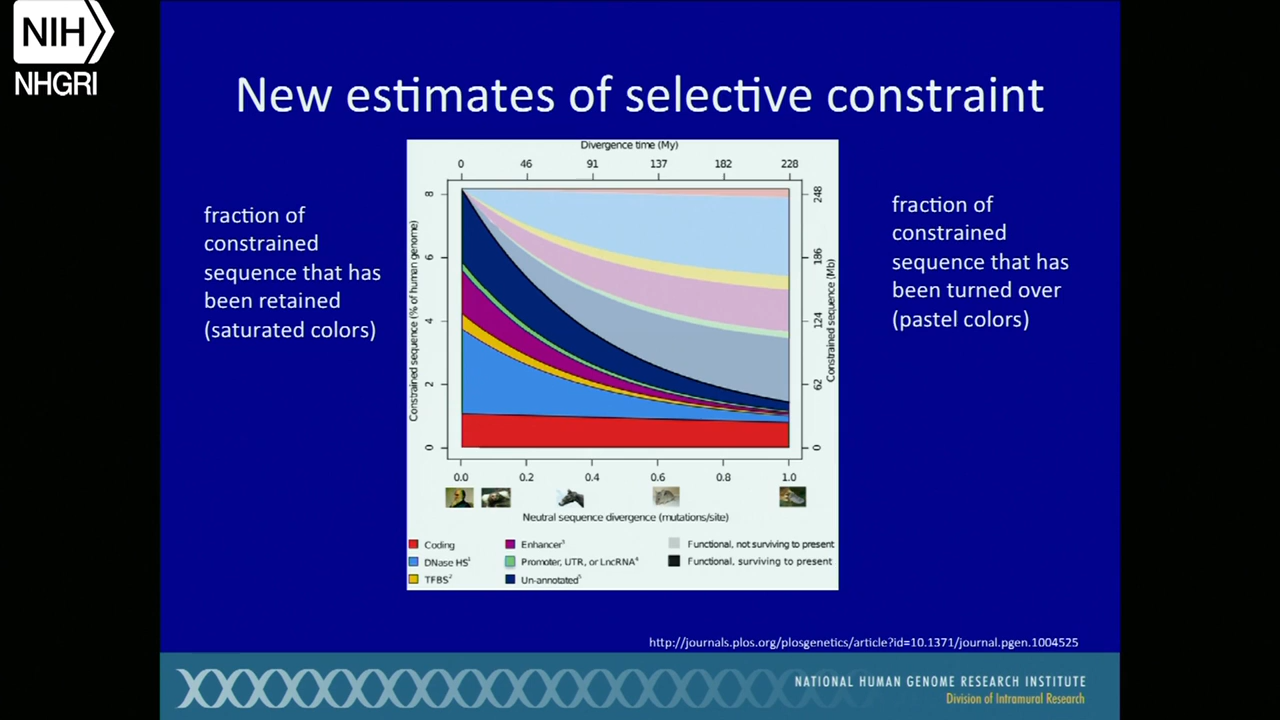 NIH
NHGRI
New estimates of selective constraint
fraction of
constrained
sequence that has
been retained
(saturated colors)
Divergence time (My)
0 46 91 137 182 228
Constrained sequence (% of human genome)
8
6
4
2
0
248
186
124
62
0
Constrained sequence (Mb)
0.0 0.2 0.4 0.6 0.8 1.0
Neutral sequence divergence (mutations/site)
Coding
DNase HS¹
TFBS²
Enhancer³
Promoter, UTR, or LncRNA⁴
Un-annotated⁵
Functional, not surviving to present
Functional, surviving to present
fraction of
constrained
sequence that has
been turned over
(pastel colors)
http://journals.plos.org/plosgenetics/article?id=10.1371/journal.pgen.1004525
NATIONAL HUMAN GENOME RESEARCH INSTITUTE
Division of Intramural Research